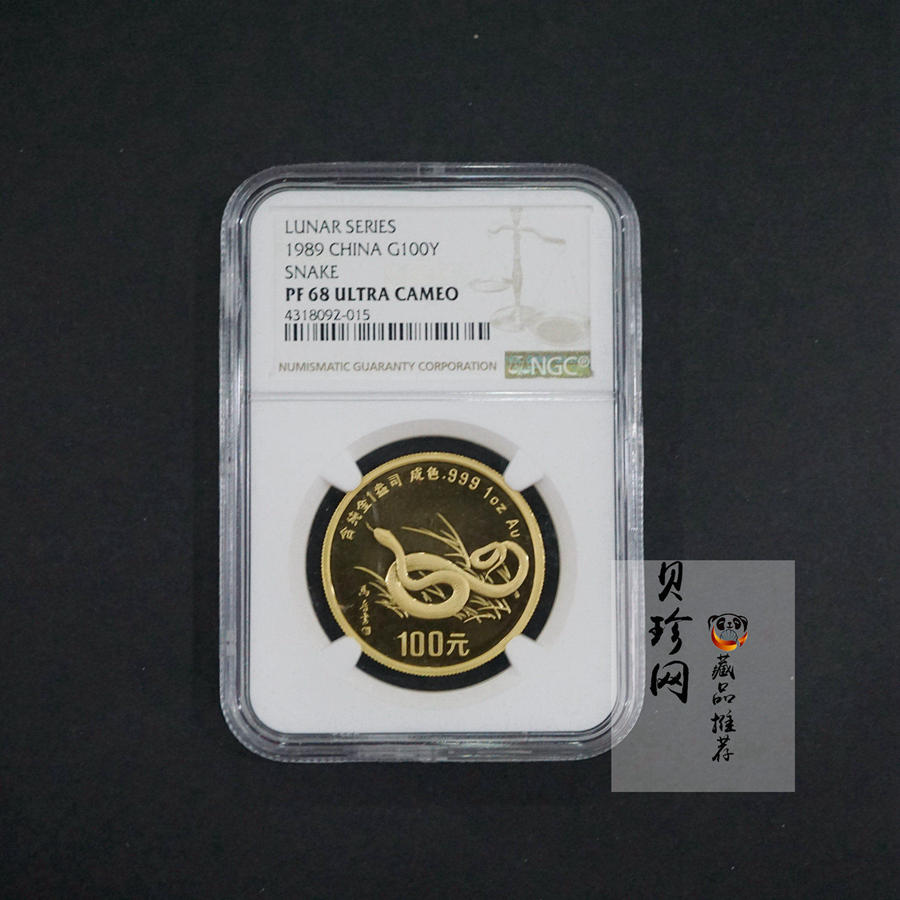 LUNAR SERIES
1989 CHINA G100Y
SNAKE
PF 68 ULTRA CAMEO
4318092-015
NUMISMATIC GUARANTY CORPORATION
NGC®
含纯金1盎司 成色.999 1oz Au
100元
贝珍网
藏品推荐